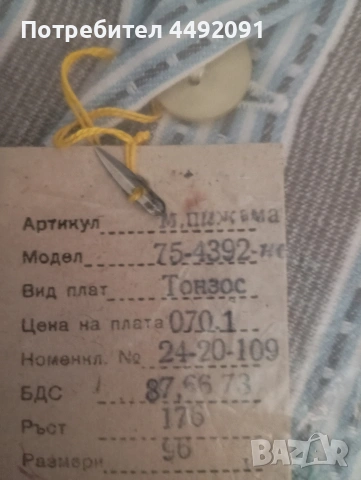 Потребител 4492091
Артикул м. пижама
Модел 75-4392-
Вид плат Тонзос
Цена на плата 070.1
Номенкл. № 24-20-109
БДС 87,66 73
Ръст 176
Размери 96
BAZAR